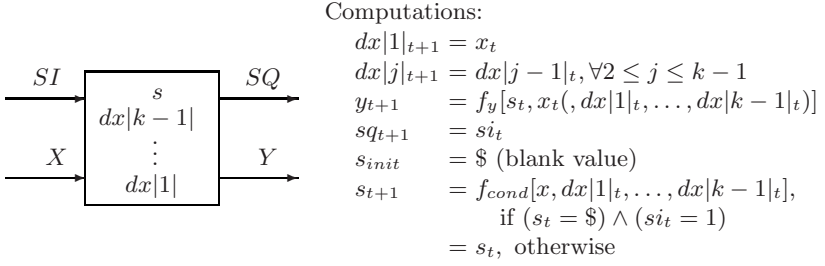 Computations:
dx|1|_{t+1} = x_t
dx|j|_{t+1} = dx|j − 1|_t, ∀2 ≤ j ≤ k − 1
y_{t+1} = f_y[s_t, x_t(, dx|1|_t, . . . , dx|k − 1|_t)]
sq_{t+1} = si_t
s_{init} = $ (blank value)
s_{t+1} = f_{cond}[x, dx|1|_t, . . . , dx|k − 1|_t],
if (s_t = $) ∧ (si_t = 1)
= s_t, otherwise
SI
SQ
s
dx|k − 1|
⋮
X
Y
dx|1|